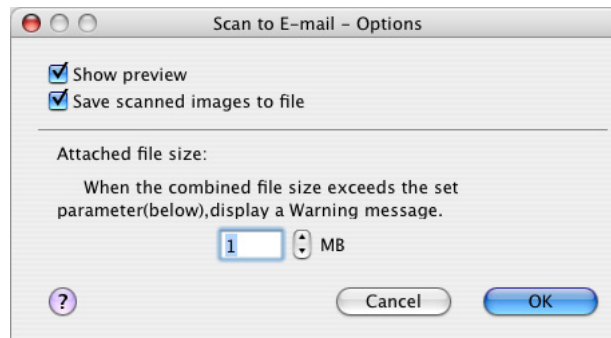 Scan to E-mail – Options
Show preview
Save scanned images to file
Attached file size:
When the combined file size exceeds the set
parameter(below),display a Warning message.
1 MB
? Cancel OK